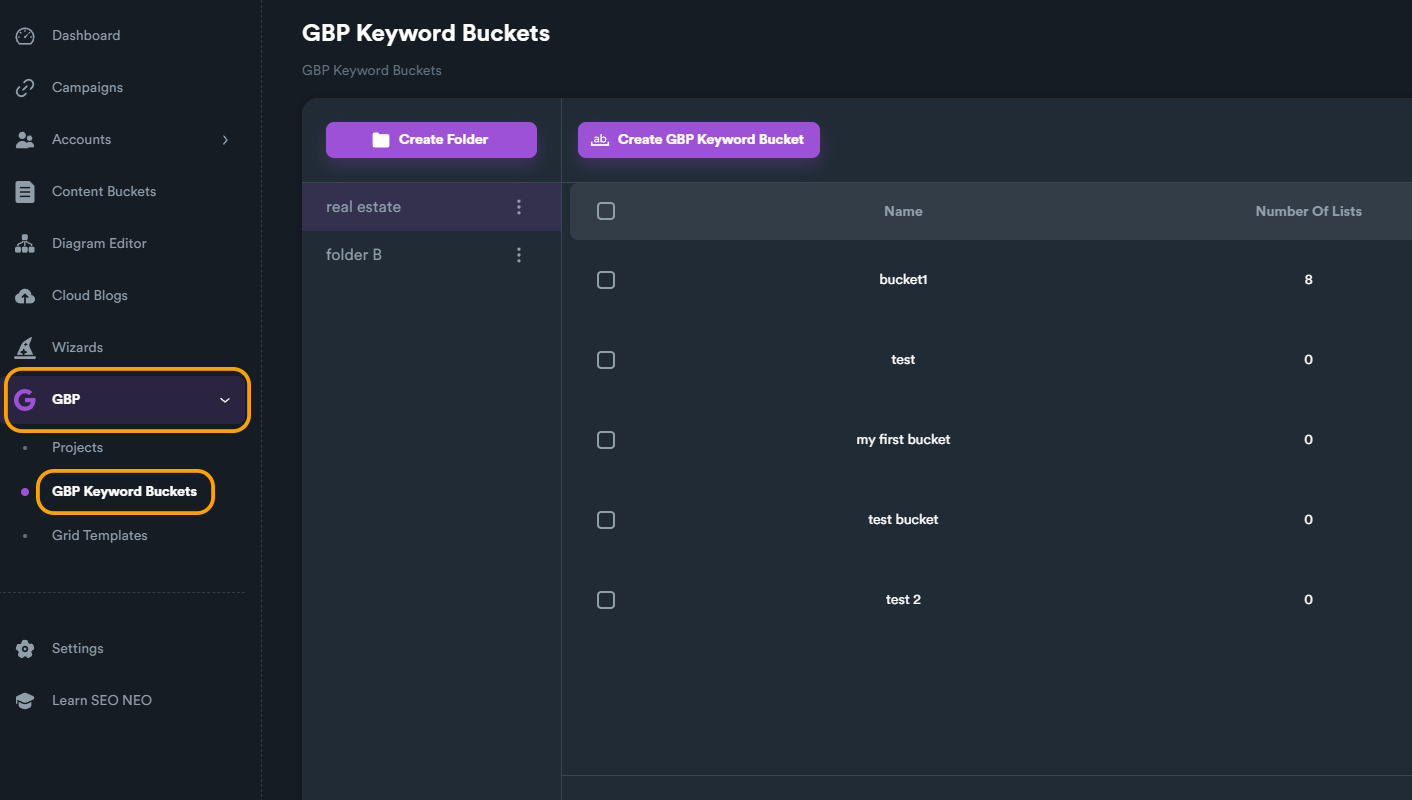 Dashboard
Campaigns
Accounts
Content Buckets
Diagram Editor
Cloud Blogs
Wizards
GBP
Projects
GBP Keyword Buckets
Grid Templates
Settings
Learn SEO NEO
GBP Keyword Buckets
GBP Keyword Buckets
Create Folder
real estate
folder B
ab Create GBP Keyword Bucket
Name Number Of Lists
bucket1 8
test 0
my first bucket 0
test bucket 0
test 2 0